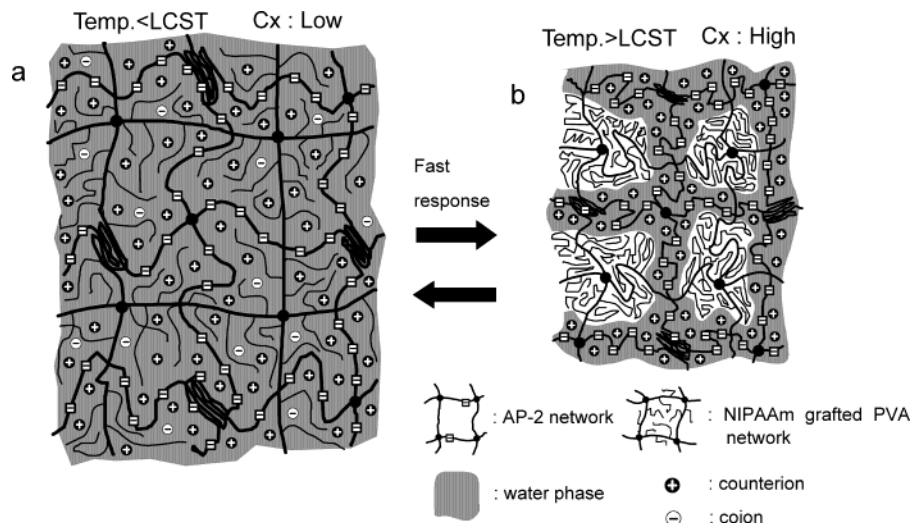 Temp.<LCST Cx : Low
a
Temp.>LCST Cx : High
b
Fast
response
: AP-2 network
: NIPAAm grafted PVA
network
: water phase
: counterion
: coion